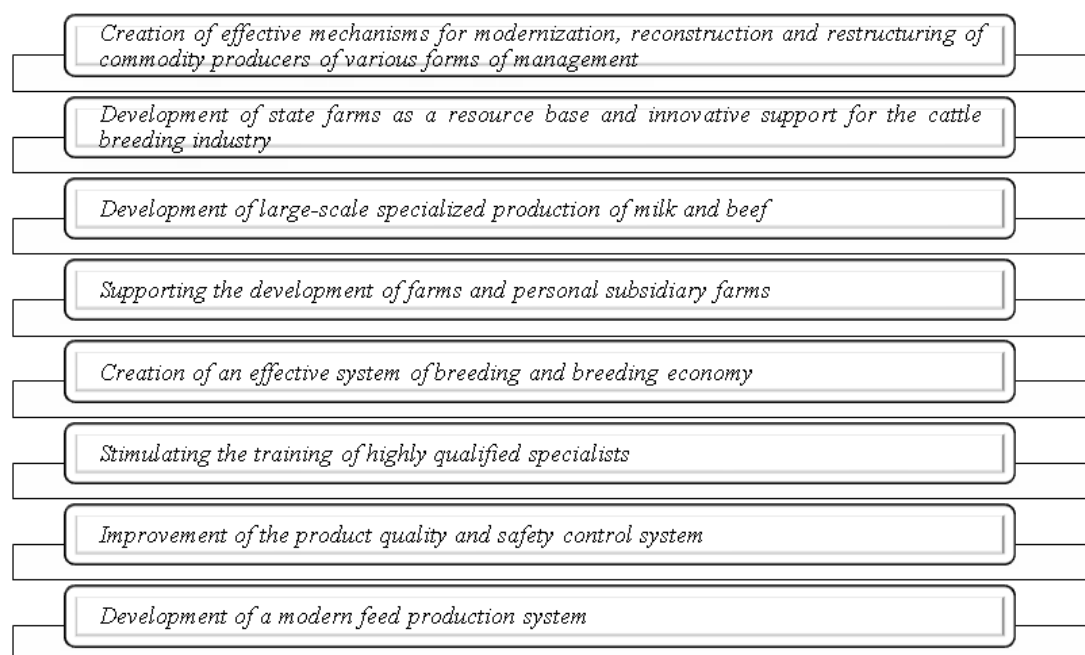 Creation of effective mechanisms for modernization, reconstruction and restructuring of
commodity producers of various forms of management
Development of state farms as a resource base and innovative support for the cattle
breeding industry
Development of large-scale specialized production of milk and beef
Supporting the development of farms and personal subsidiary farms
Creation of an effective system of breeding and breeding economy
Stimulating the training of highly qualified specialists
Improvement of the product quality and safety control system
Development of a modern feed production system